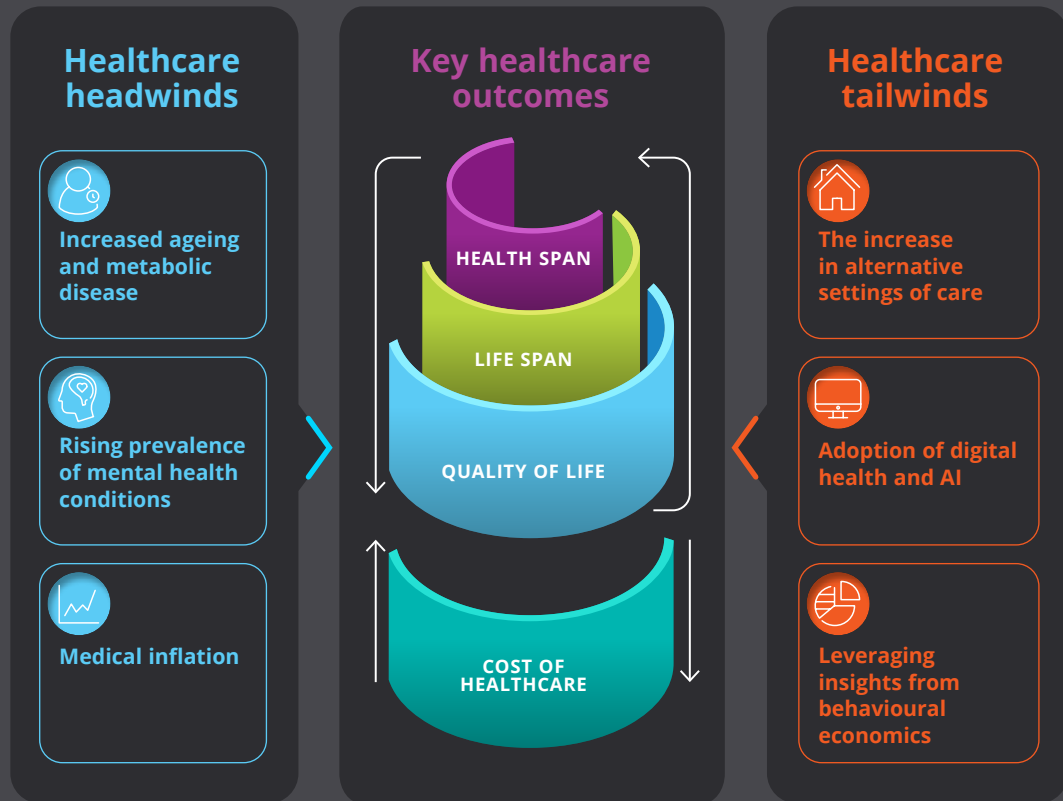 Healthcare
headwinds
Increased ageing
and metabolic
disease
Rising prevalence
of mental health
conditions
Medical inflation
Key healthcare
outcomes
HEALTH SPAN
LIFE SPAN
QUALITY OF LIFE
COST OF
HEALTHCARE
Healthcare
tailwinds
The increase
in alternative
settings of care
Adoption of digital
health and AI
Leveraging
insights from
behavioural
economics